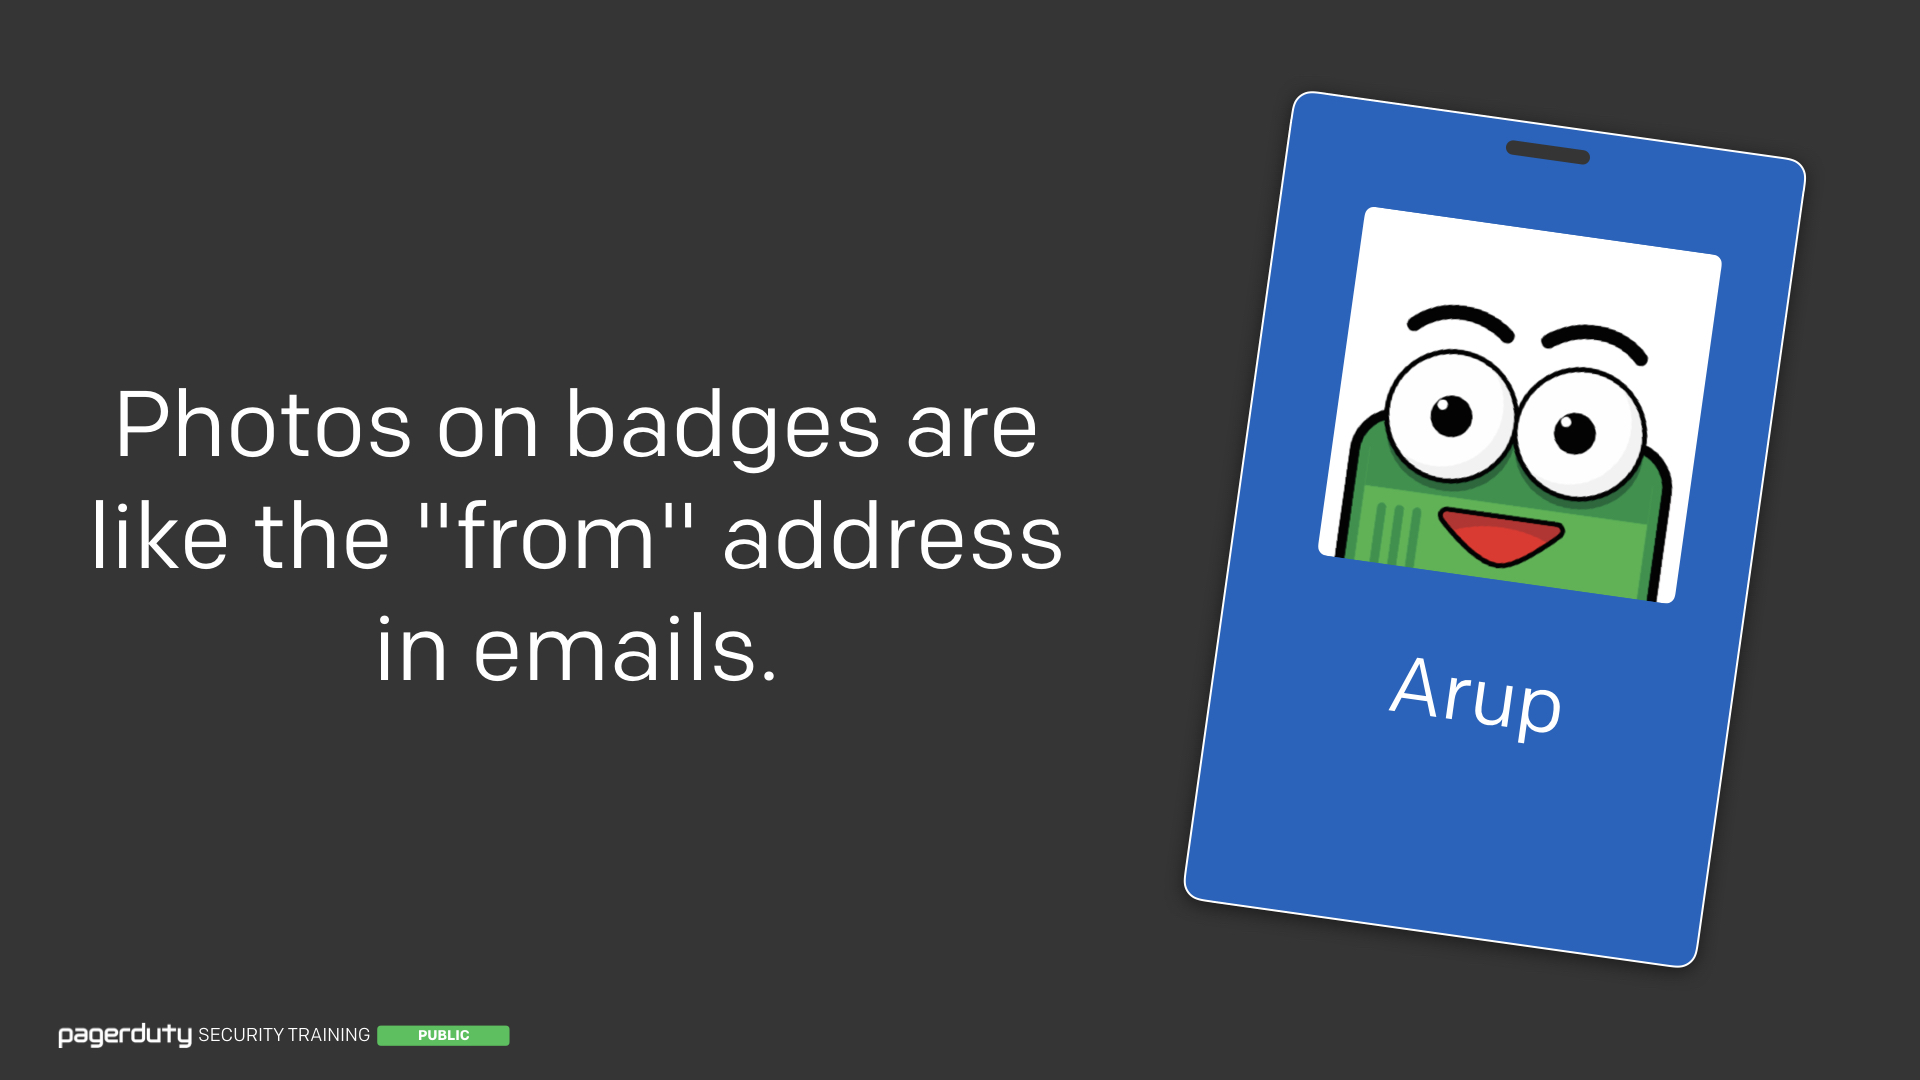 Photos on badges are
like the "from" address
in emails.
Arup
pagerduty SECURITY TRAINING PUBLIC